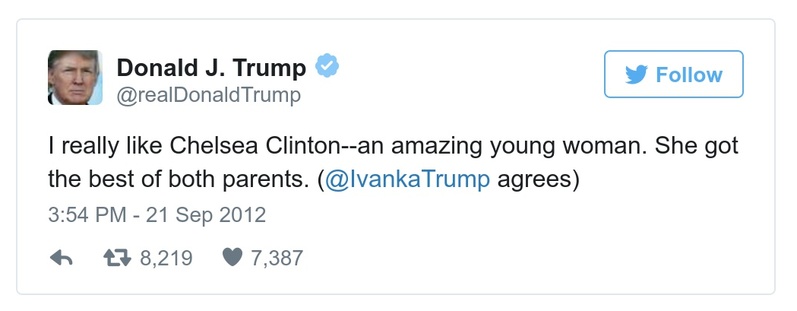 Donald J. Trump
Follow
@realDonaldTrump
I really like Chelsea Clinton--an amazing young woman. She got
the best of both parents. (@IvankaTrump agrees)
3:54 PM - 21 Sep 2012
8,219 7,387